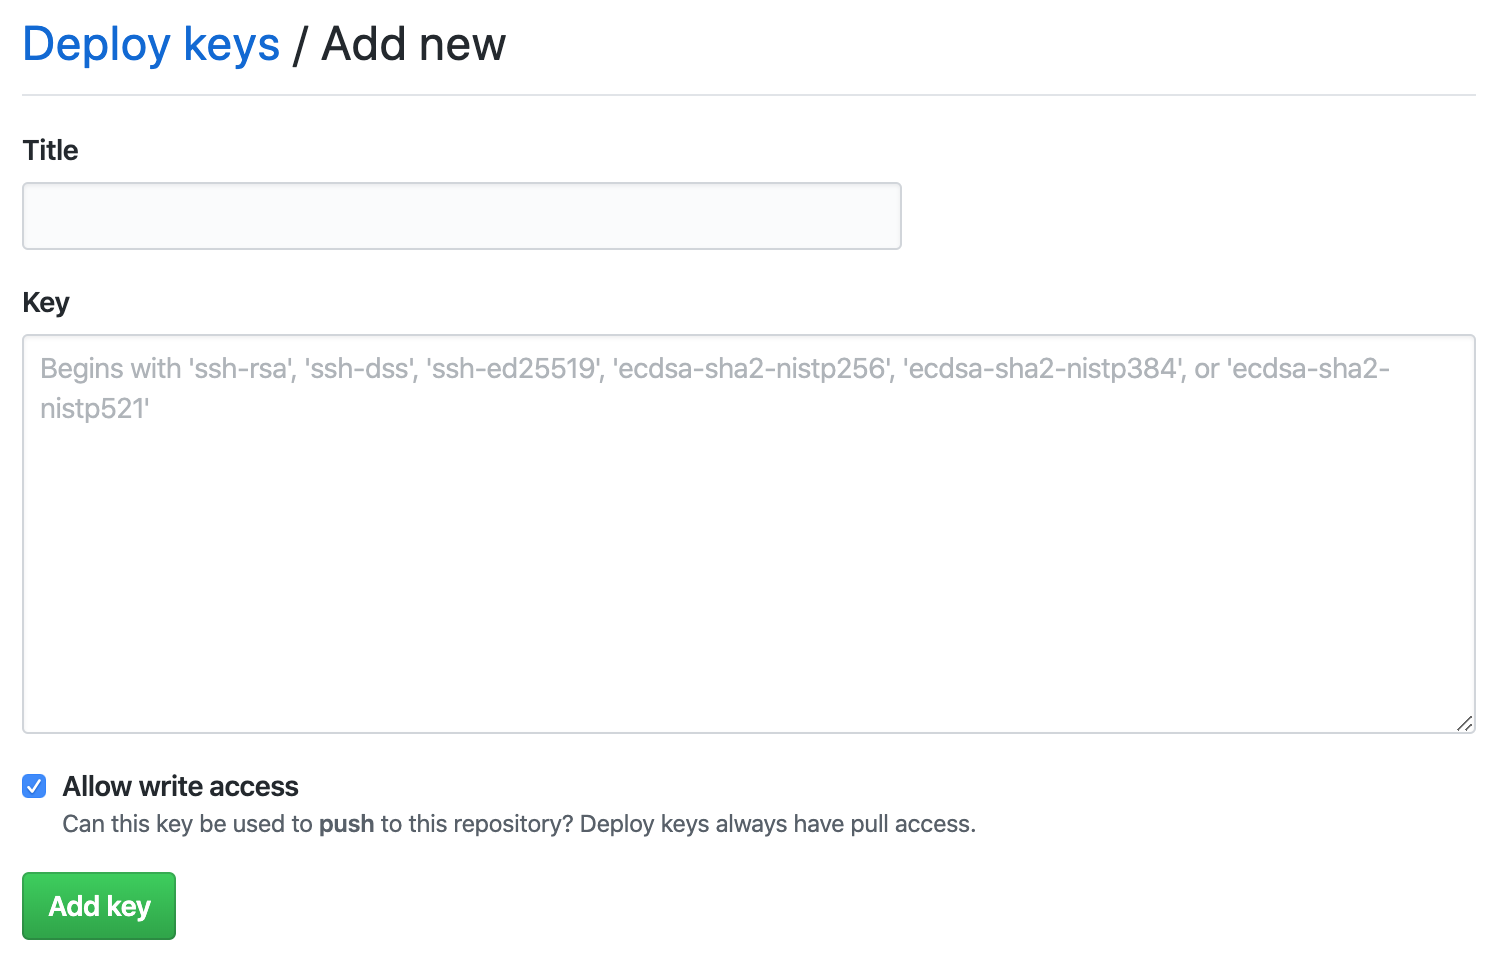 Deploy keys / Add new
Title
Key
Begins with 'ssh-rsa', 'ssh-dss', 'ssh-ed25519', 'ecdsa-sha2-nistp256', 'ecdsa-sha2-nistp384', or 'ecdsa-sha2-
nistp521'
Allow write access
Can this key be used to push to this repository? Deploy keys always have pull access.
Add key